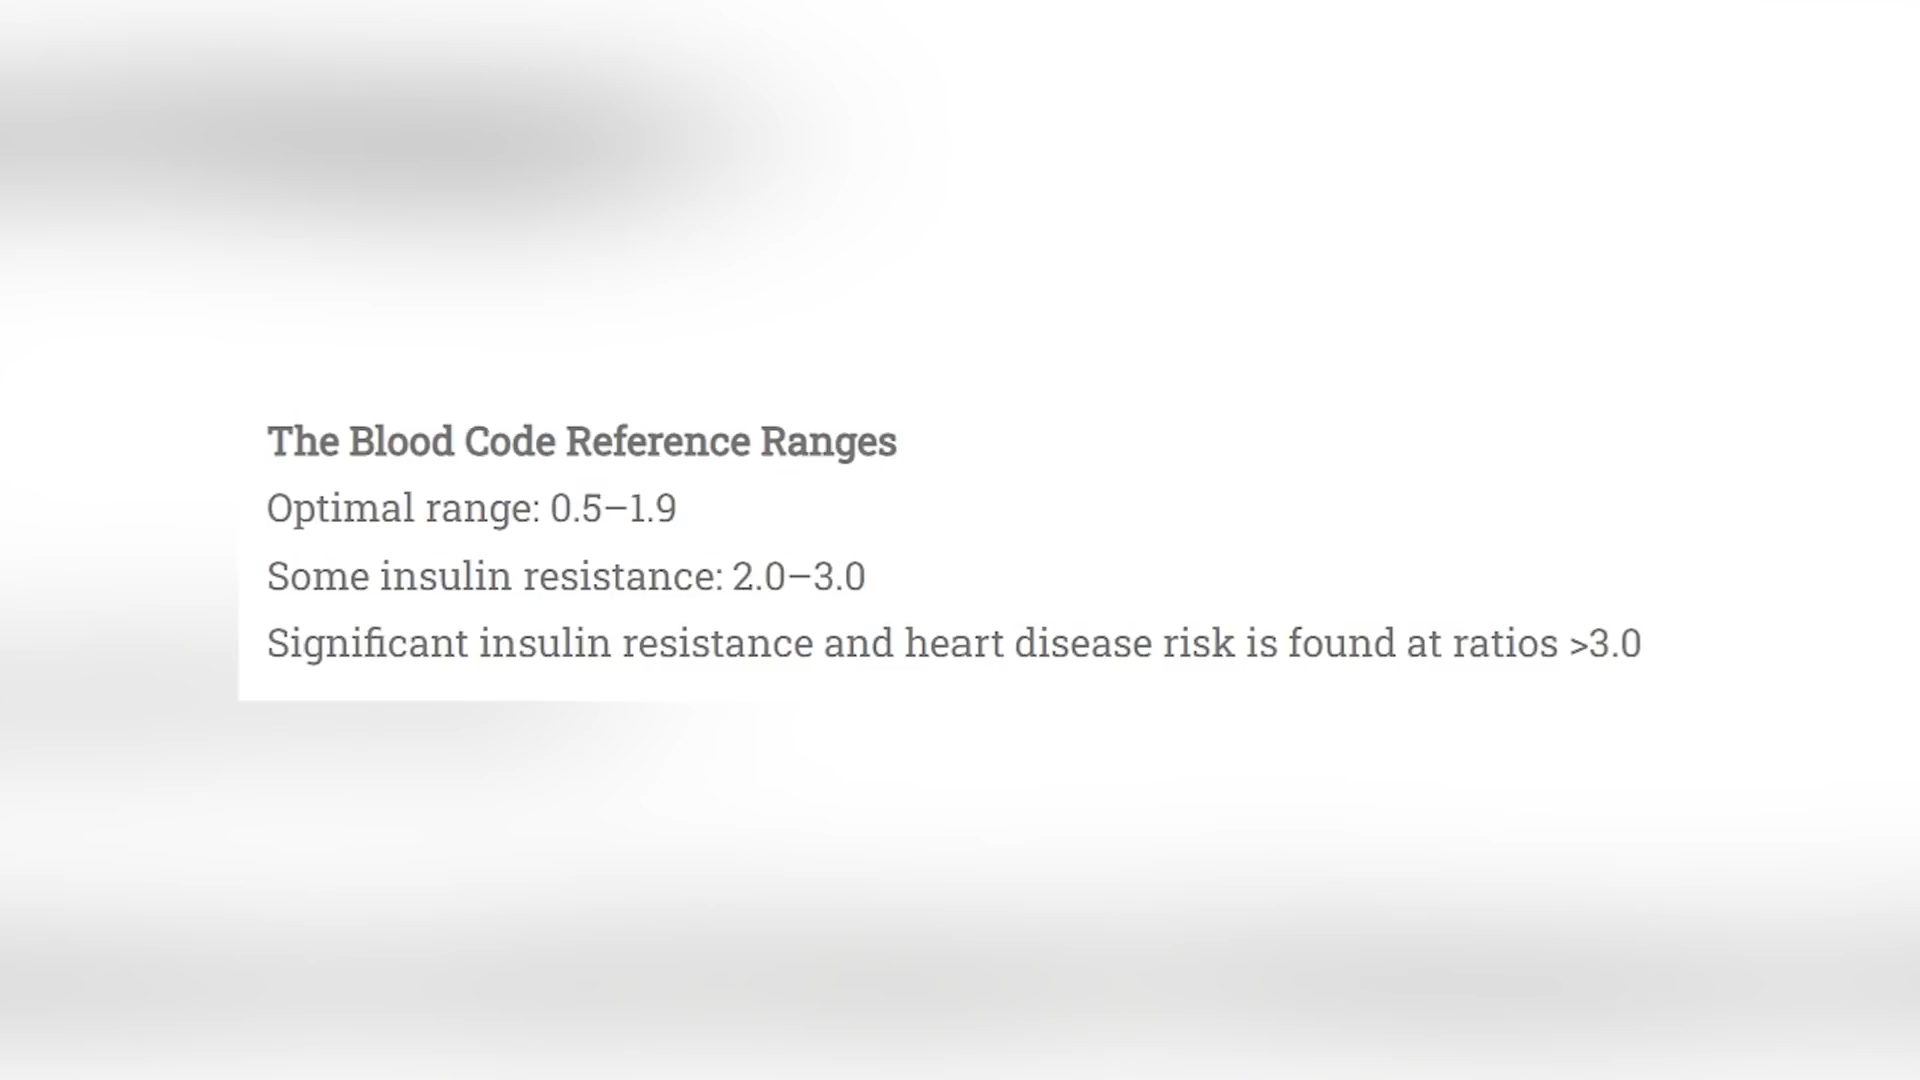 The Blood Code Reference Ranges
Optimal range: 0.5–1.9
Some insulin resistance: 2.0–3.0
Significant insulin resistance and heart disease risk is found at ratios >3.0